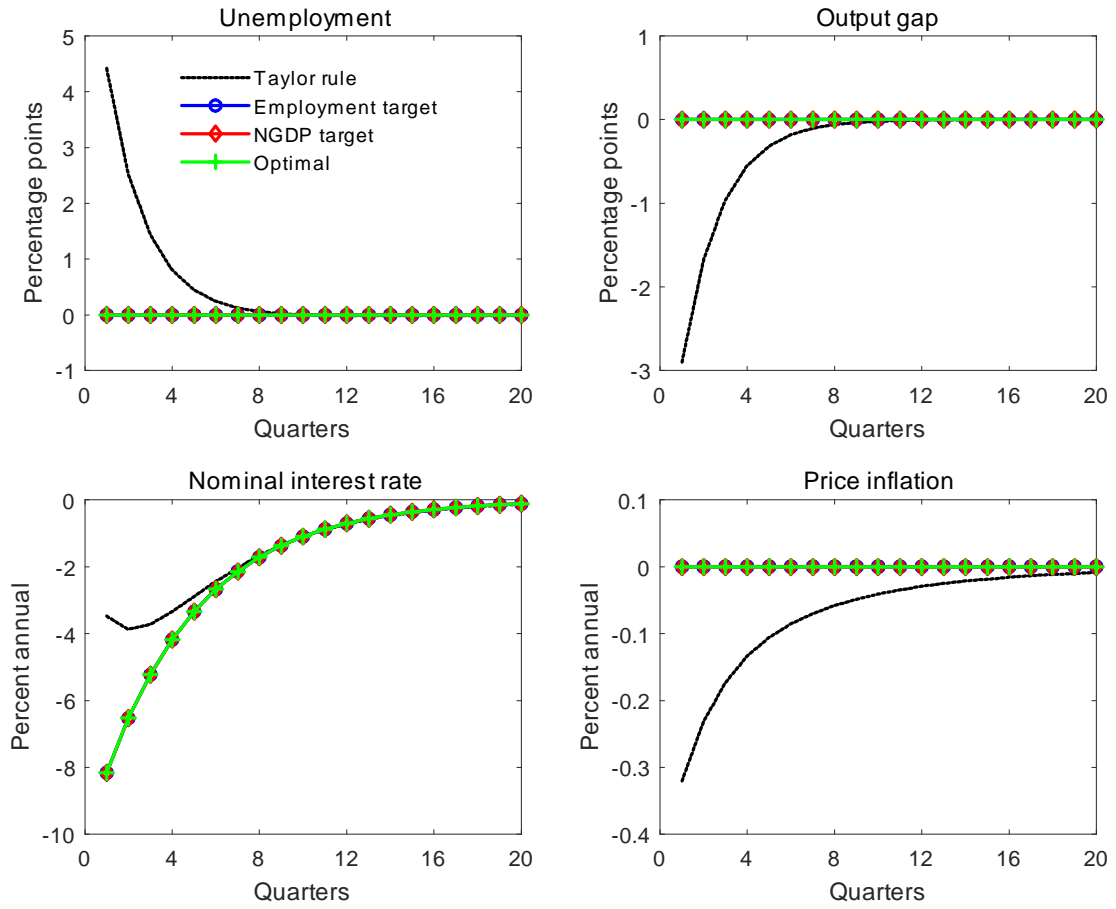 Unemployment
5
4
3
2
1
0
-1
Percentage points
Taylor rule
Employment target
NGDP target
Optimal
0 4 8 12 16 20
Quarters
Output gap
1
0
-1
-2
-3
Percentage points
0 4 8 12 16 20
Quarters
Nominal interest rate
0
-2
-4
-6
-8
-10
Percent annual
0 4 8 12 16 20
Quarters
Price inflation
0.1
0
-0.1
-0.2
-0.3
-0.4
Percent annual
0 4 8 12 16 20
Quarters